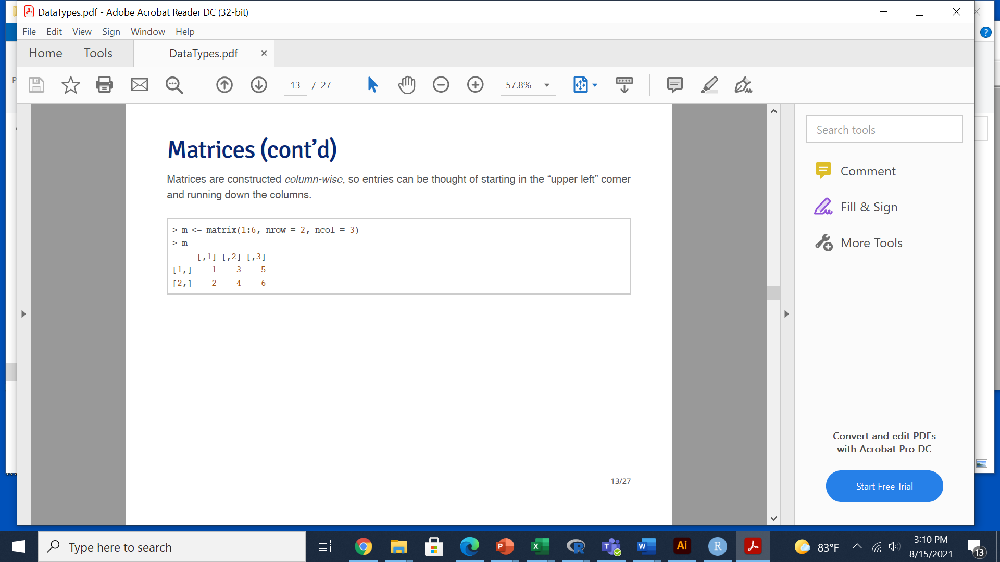 DataTypes.pdf - Adobe Acrobat Reader DC (32-bit)
File Edit View Sign Window Help
Home Tools DataTypes.pdf
13 / 27 57.8%
Matrices (cont’d)
Matrices are constructed column-wise, so entries can be thought of starting in the “upper left” corner
and running down the columns.
> m <- matrix(1:6, nrow = 2, ncol = 3)
> m
[,1] [,2] [,3]
[1,] 1 3 5
[2,] 2 4 6
13/27
Search tools
Comment
Fill & Sign
More Tools
Convert and edit PDFs
with Acrobat Pro DC
Start Free Trial
Type here to search
P
X
R
T
W
Ai
R
83°F
3:10 PM
8/15/2021
13